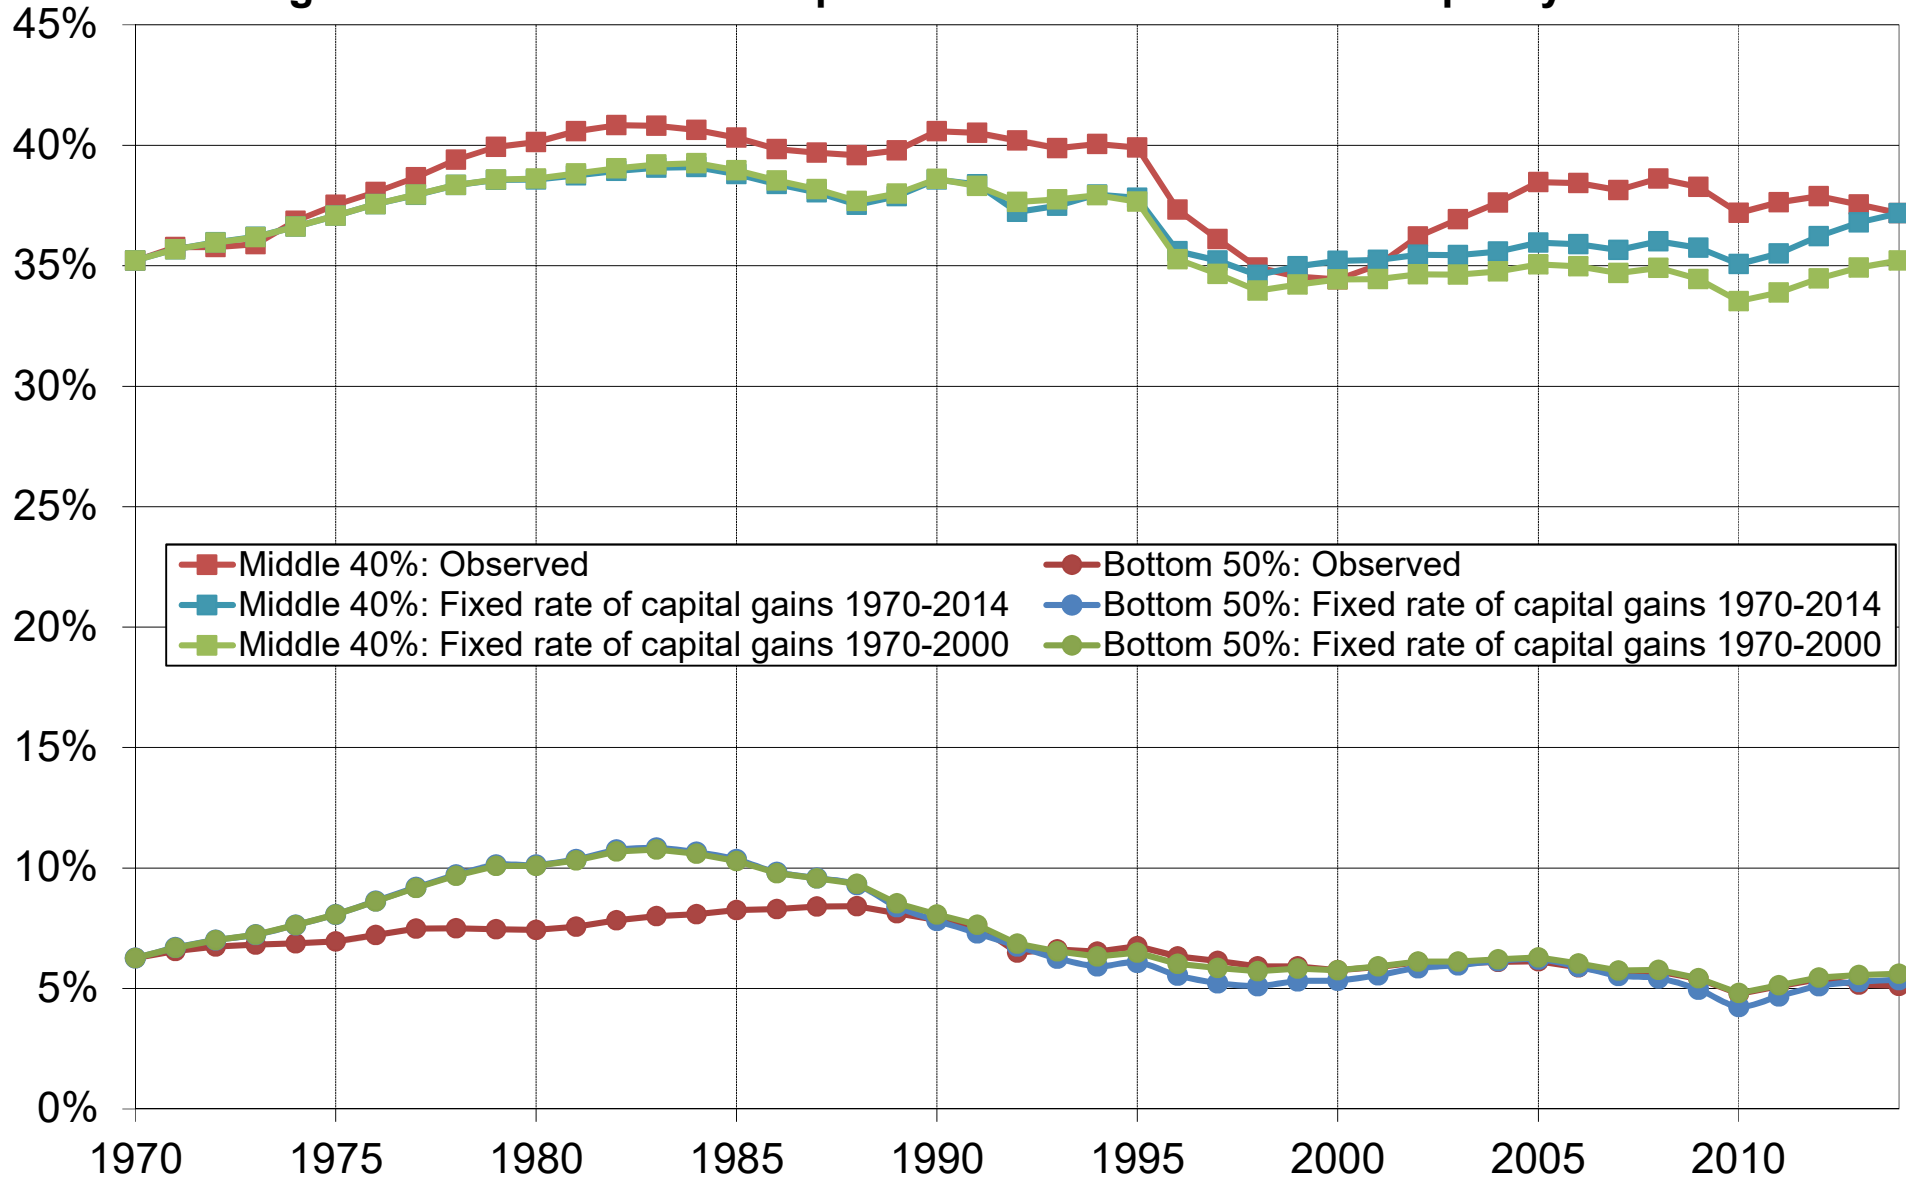 45%
40%
35%
30%
25%
20%
15%
10%
5%
0%
Middle 40%: Observed
Bottom 50%: Observed
Middle 40%: Fixed rate of capital gains 1970-2014
Bottom 50%: Fixed rate of capital gains 1970-2014
Middle 40%: Fixed rate of capital gains 1970-2000
Bottom 50%: Fixed rate of capital gains 1970-2000
1970 1975 1980 1985 1990 1995 2000 2005 2010